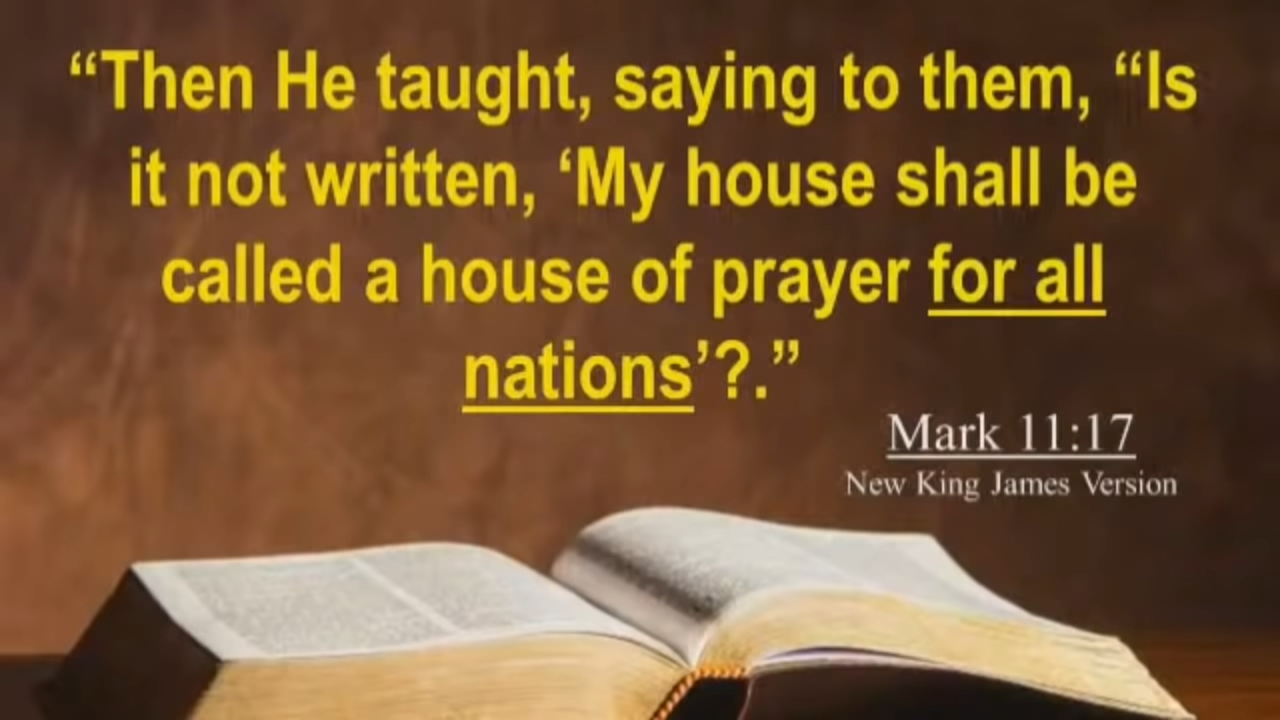 “Then He taught, saying to them, “Is
it not written, ‘My house shall be
called a house of prayer for all
nations’?.”
Mark 11:17
New King James Version